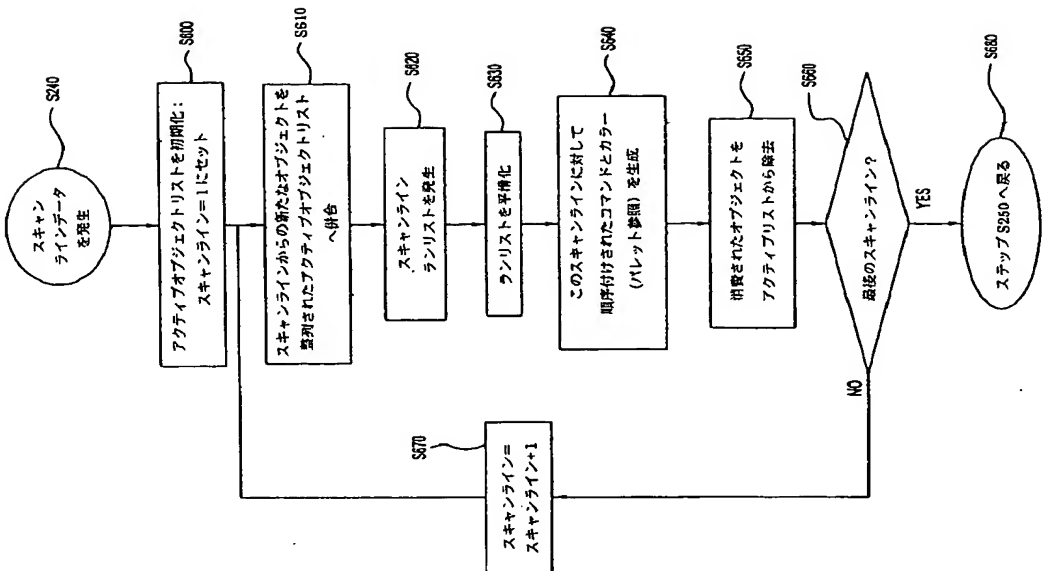 スキャン
ラインデータ
を発生
S240
アクティブオブジェクトリストを初期化：
スキャンライン=1にセット
S600
スキャンラインからの新たなオブジェクトを
整列されたアクティブオブジェクトリスト
へ併合
S610
スキャンライン
ランリストを発生
S620
ランリストを平滑化
S630
このスキャンラインに対して
順序付けされたコマンドとカラー
(パレット参照) を生成
S640
消費されたオブジェクトを
アクティブリストから除去
S650
最後のスキャンライン?
S660
NO
YES
スキャンライン=
スキャンライン+1
S670
ステップS250へ戻る
S680